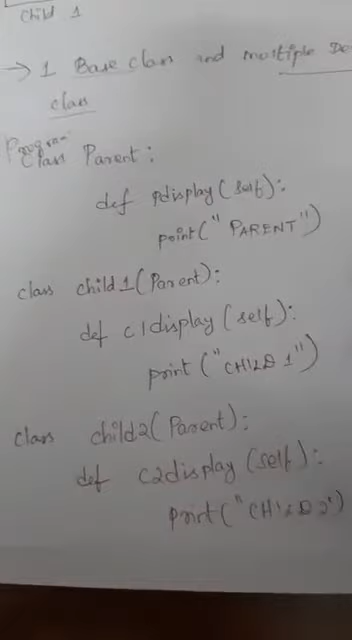 Child 1
→ 1 Base class and multiple De
class
Program
Class Parent:
def Pdisplay (self):
print("PARENT")
class child1(Parent):
def c1display (self):
print ("CHILD 1")
class child2(Parent):
def c2display (self):
print("CHILD 2")